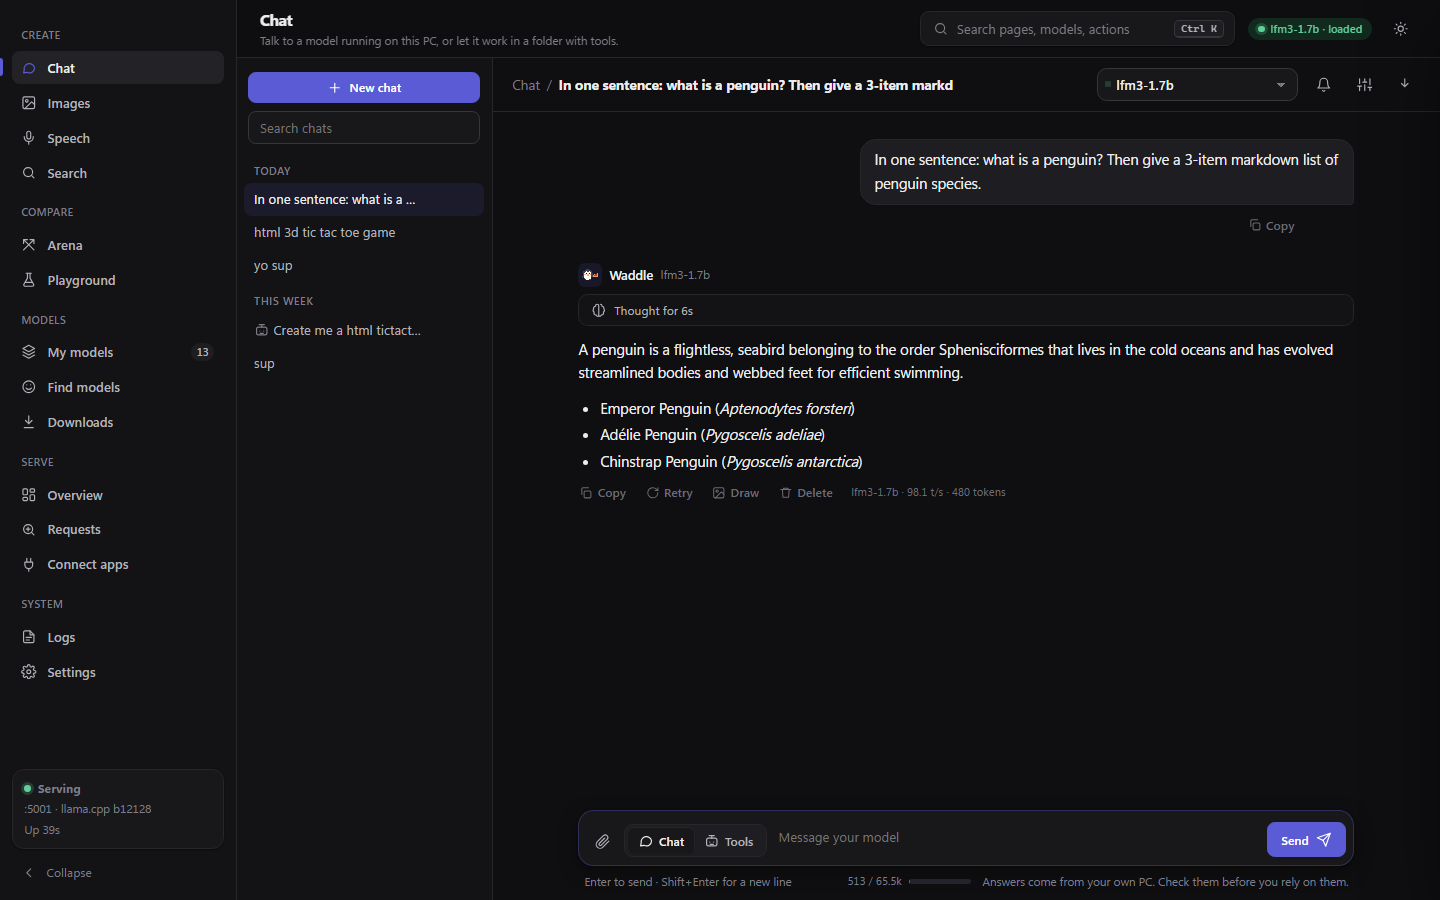 CREATE
Chat
Images
Speech
Search
COMPARE
Arena
Playground
MODELS
My models 13
Find models
Downloads
SERVE
Overview
Requests
Connect apps
SYSTEM
Logs
Settings
Serving
:5001 · llama.cpp b12128
Up 39s
Collapse
Chat
Talk to a model running on this PC, or let it work in a folder with tools.
Search pages, models, actions Ctrl K
lfm3-1.7b · loaded
New chat
Search chats
TODAY
In one sentence: what is a ...
html 3d tic tac toe game
yo sup
THIS WEEK
Create me a html tictact...
sup
Chat / In one sentence: what is a penguin? Then give a 3-item markd
lfm3-1.7b
In one sentence: what is a penguin? Then give a 3-item markdown list of
penguin species.
Copy
Waddle lfm3-1.7b
Thought for 6s
A penguin is a flightless, seabird belonging to the order Sphenisciformes that lives in the cold oceans and has evolved
streamlined bodies and webbed feet for efficient swimming.
• Emperor Penguin (Aptenodytes forsteri)
• Adélie Penguin (Pygoscelis adeliae)
• Chinstrap Penguin (Pygoscelis antarctica)
Copy Retry Draw Delete lfm3-1.7b · 98.1 t/s · 480 tokens
Chat Tools Message your model Send
Enter to send · Shift+Enter for a new line 513 / 65.5k Answers come from your own PC. Check them before you rely on them.